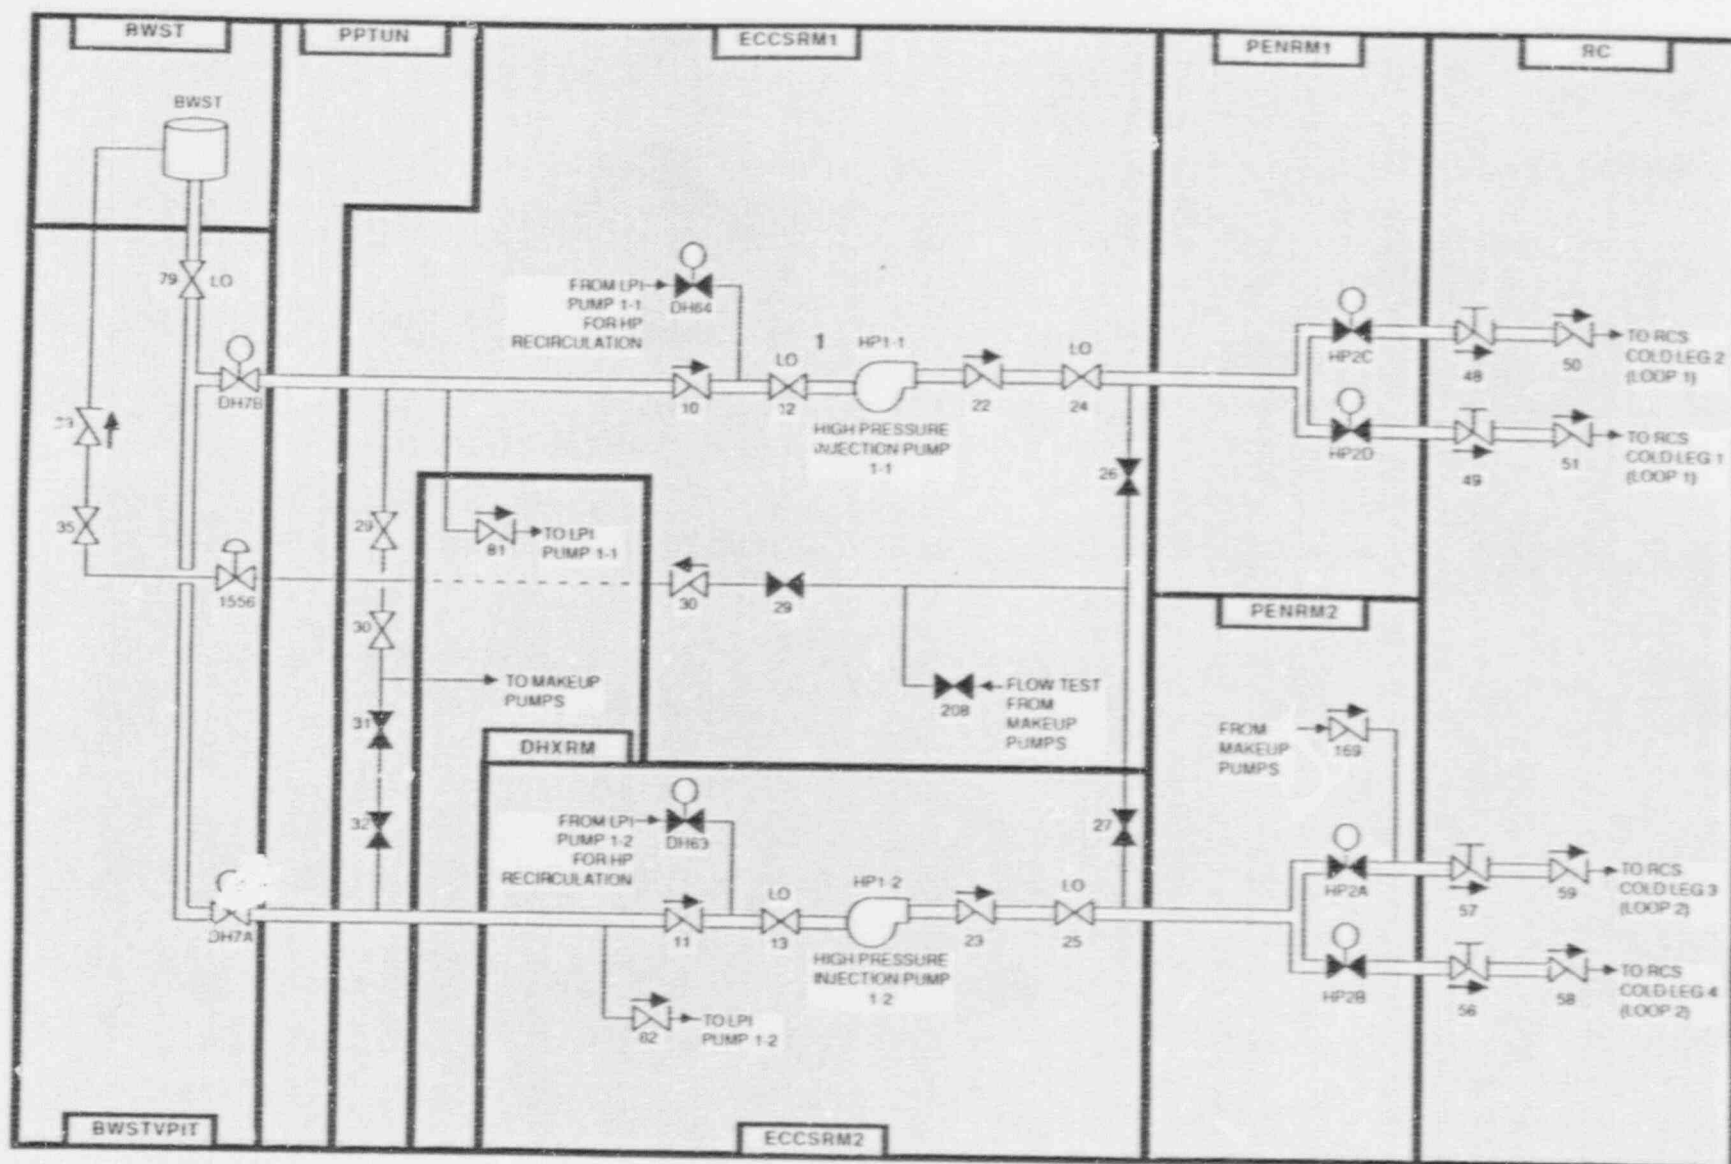 BWST
PPTUN
ECCSRM1
PENRM1
RC
BWST
79
LO
DH7B
35
1556
FROM LPI
PUMP 1-1
FOR HP
RECIRCULATION
DH64
10
LO
12
1
HP1-1
HIGH PRESSURE
INJECTION PUMP
1-1
22
LO
24
26
HP2C
HP2D
48
50
TO RCS
COLD LEG 2
(LOOP 1)
49
51
TO RCS
COLD LEG 1
(LOOP 1)
29
81
TO LPI
PUMP 1-1
30
29
30
TO MAKEUP
PUMPS
31
208
FLOW TEST
FROM
MAKEUP
PUMPS
PENRM2
FROM
MAKEUP
PUMPS
169
DHXRM
32
FROM LPI
PUMP 1-2
FOR HP
RECIRCULATION
DH63
27
DH7A
11
LO
13
HP1-2
HIGH PRESSURE
INJECTION PUMP
1-2
23
LO
25
HP2A
HP2B
57
59
TO RCS
COLD LEG 3
(LOOP 2)
56
58
TO RCS
COLD LEG 4
(LOOP 2)
82
TO LPI
PUMP 1-2
BWSTVPIT
ECCSRM2